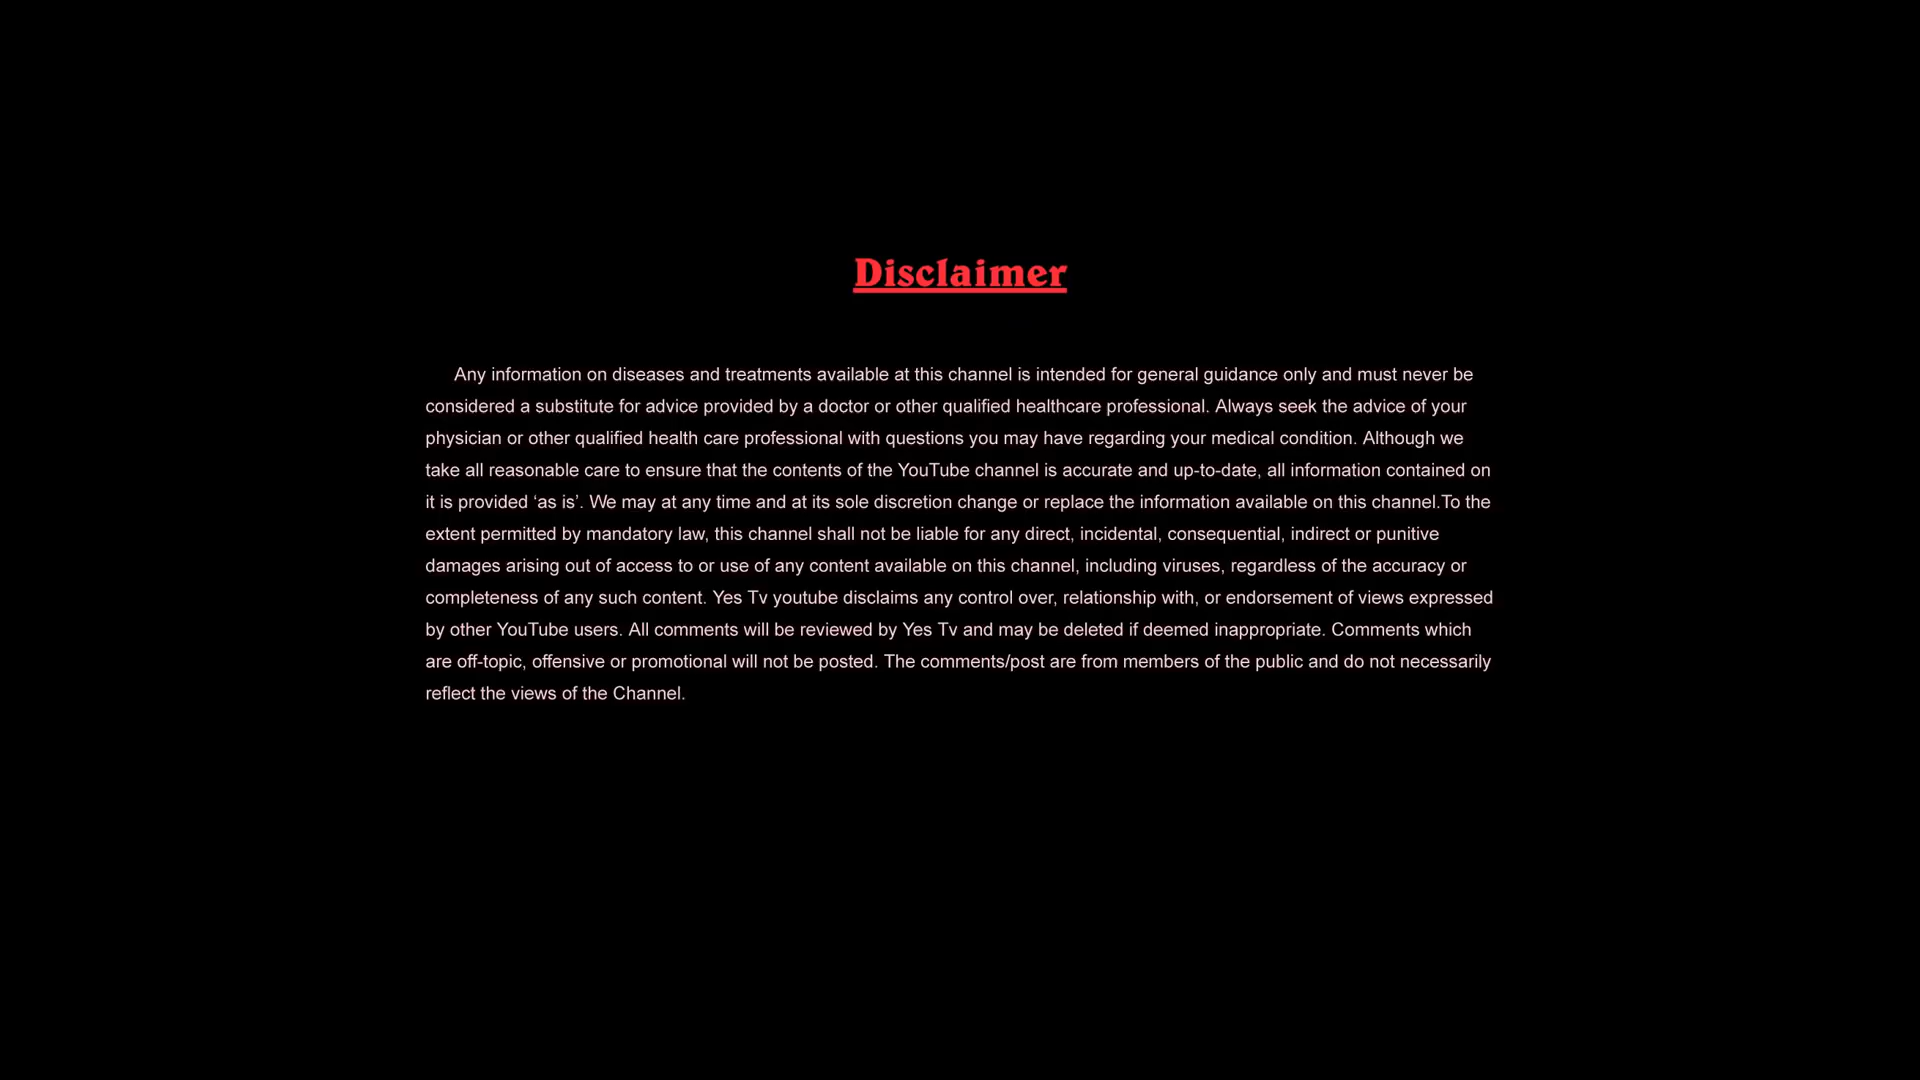 Disclaimer
Any information on diseases and treatments available at this channel is intended for general guidance only and must never be
considered a substitute for advice provided by a doctor or other qualified healthcare professional. Always seek the advice of your
physician or other qualified health care professional with questions you may have regarding your medical condition. Although we
take all reasonable care to ensure that the contents of the YouTube channel is accurate and up-to-date, all information contained on
it is provided ‘as is’. We may at any time and at its sole discretion change or replace the information available on this channel.To the
extent permitted by mandatory law, this channel shall not be liable for any direct, incidental, consequential, indirect or punitive
damages arising out of access to or use of any content available on this channel, including viruses, regardless of the accuracy or
completeness of any such content. Yes Tv youtube disclaims any control over, relationship with, or endorsement of views expressed
by other YouTube users. All comments will be reviewed by Yes Tv and may be deleted if deemed inappropriate. Comments which
are off-topic, offensive or promotional will not be posted. The comments/post are from members of the public and do not necessarily
reflect the views of the Channel.